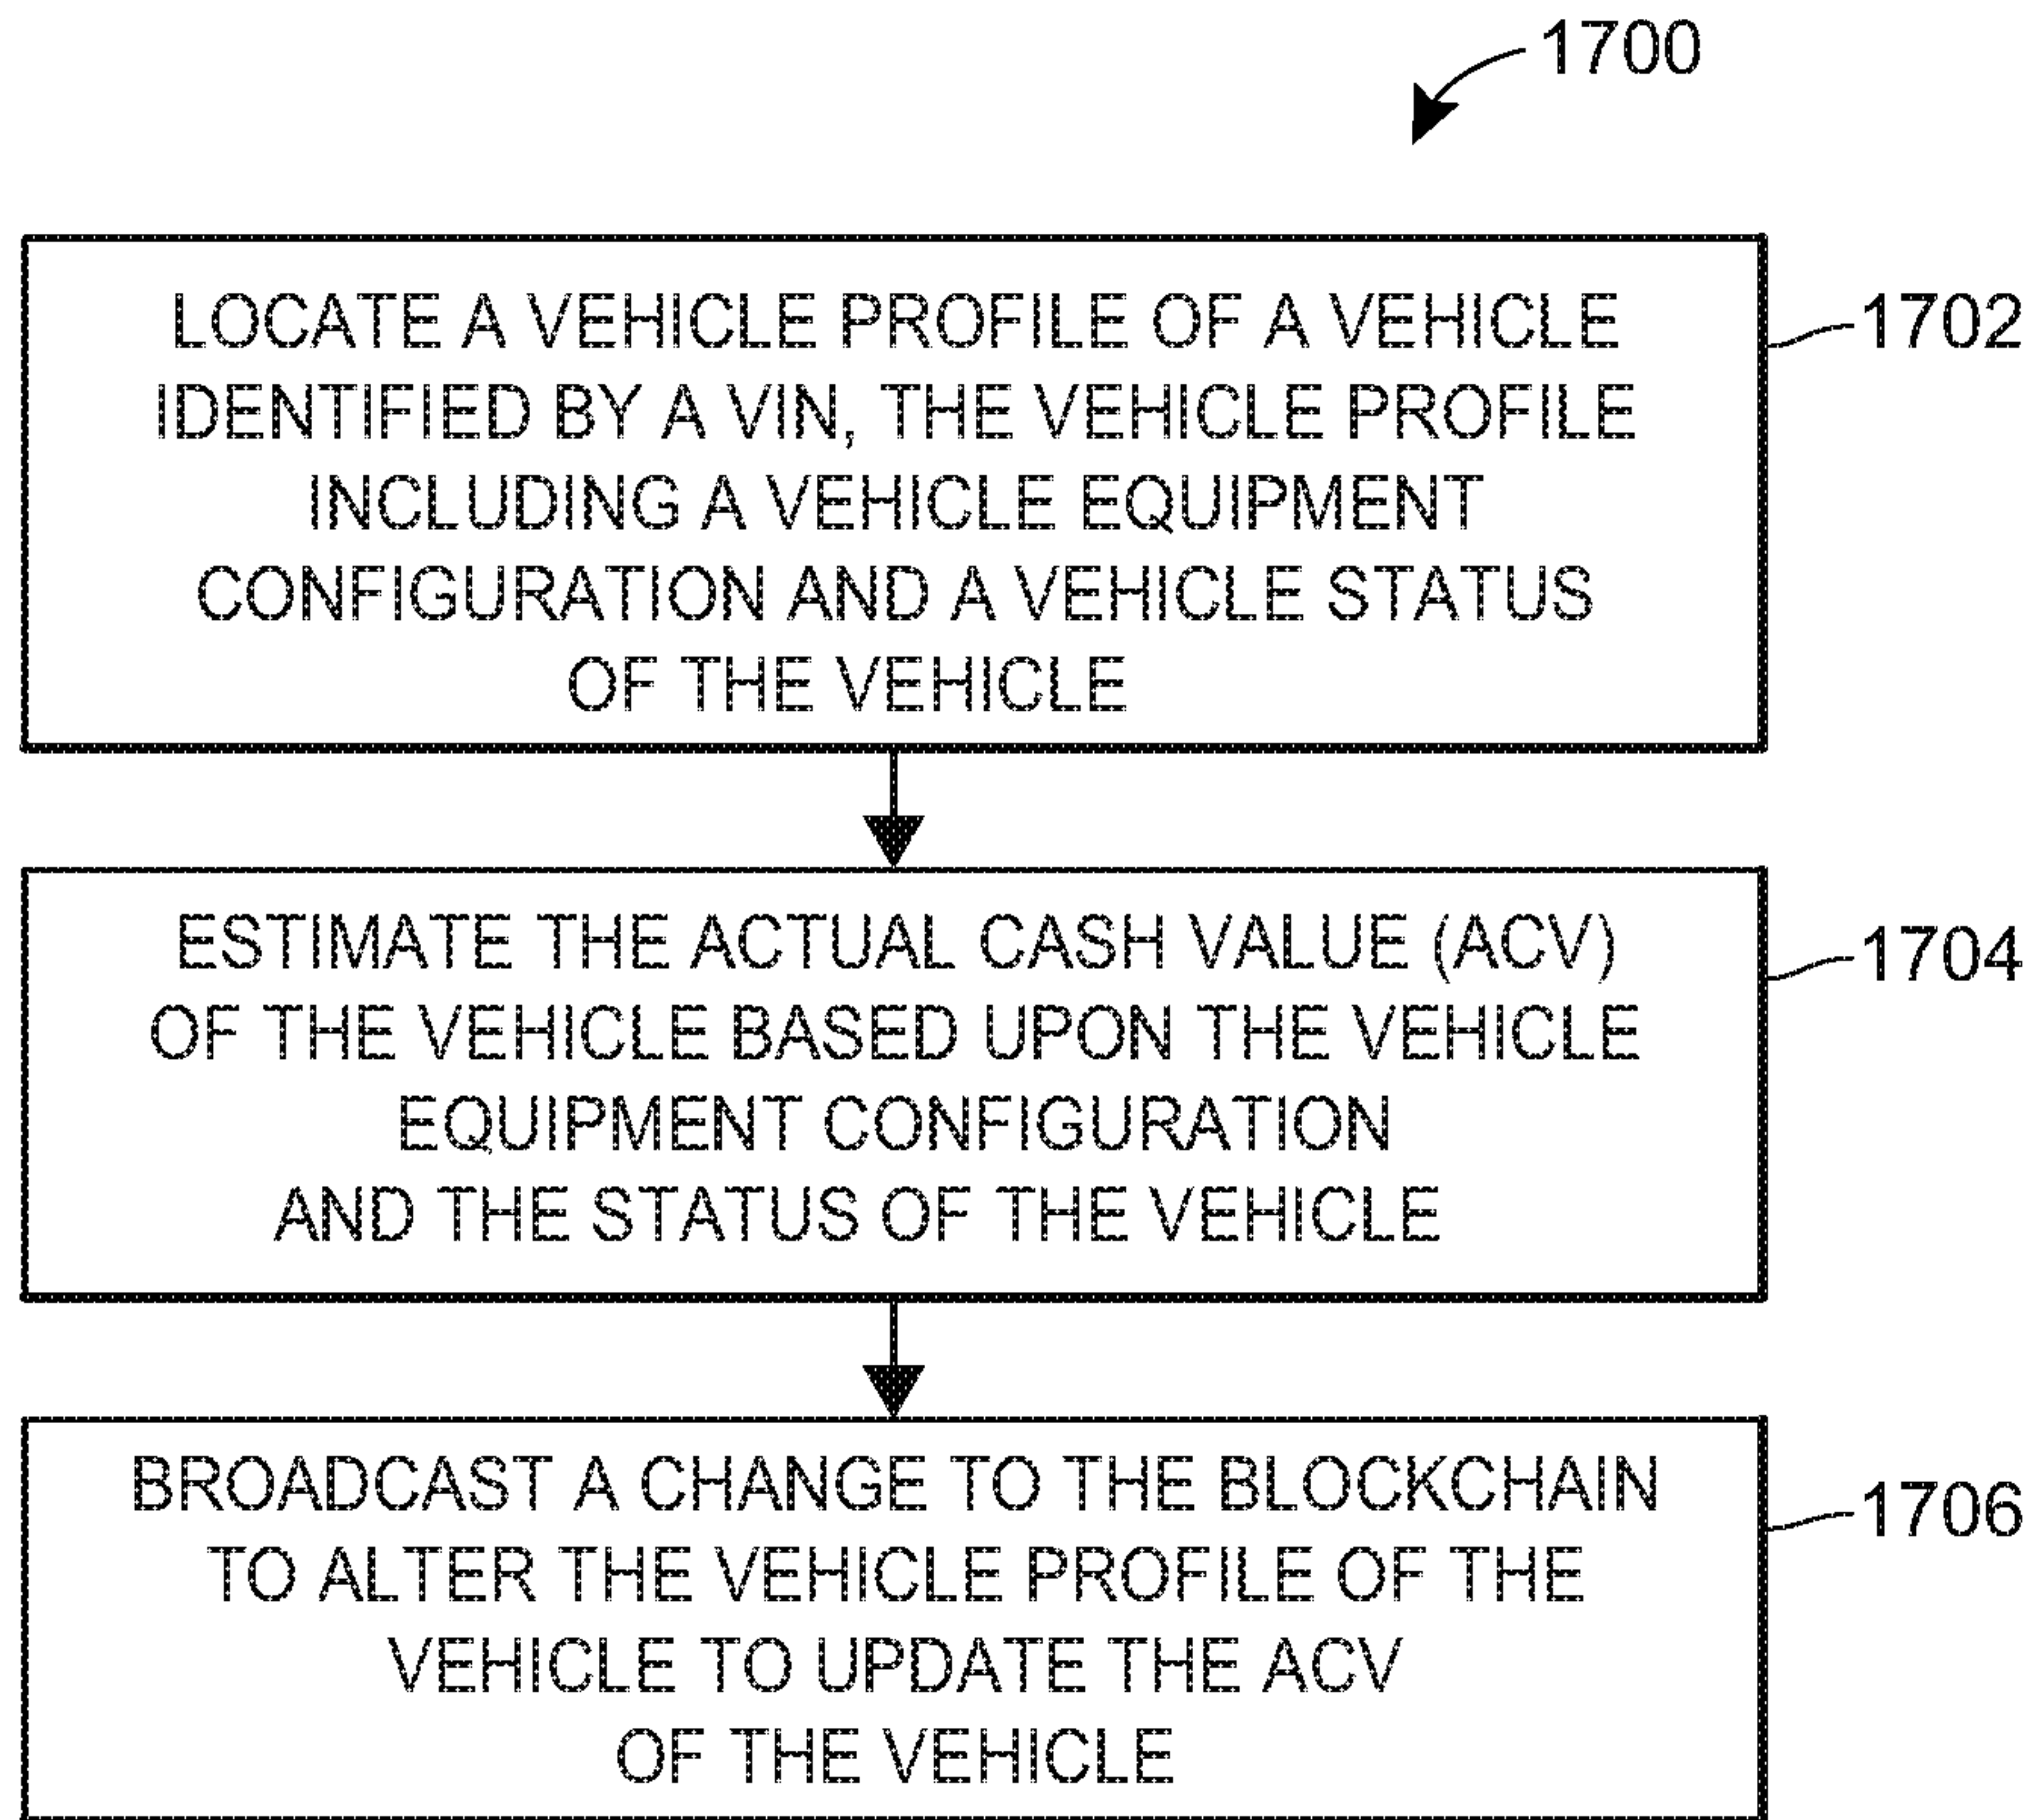 1700
LOCATE A VEHICLE PROFILE OF A VEHICLE
IDENTIFIED BY A VIN, THE VEHICLE PROFILE
INCLUDING A VEHICLE EQUIPMENT
CONFIGURATION AND A VEHICLE STATUS
OF THE VEHICLE
1702
ESTIMATE THE ACTUAL CASH VALUE (ACV)
OF THE VEHICLE BASED UPON THE VEHICLE
EQUIPMENT CONFIGURATION
AND THE STATUS OF THE VEHICLE
1704
BROADCAST A CHANGE TO THE BLOCKCHAIN
TO ALTER THE VEHICLE PROFILE OF THE
VEHICLE TO UPDATE THE ACV
OF THE VEHICLE
1706